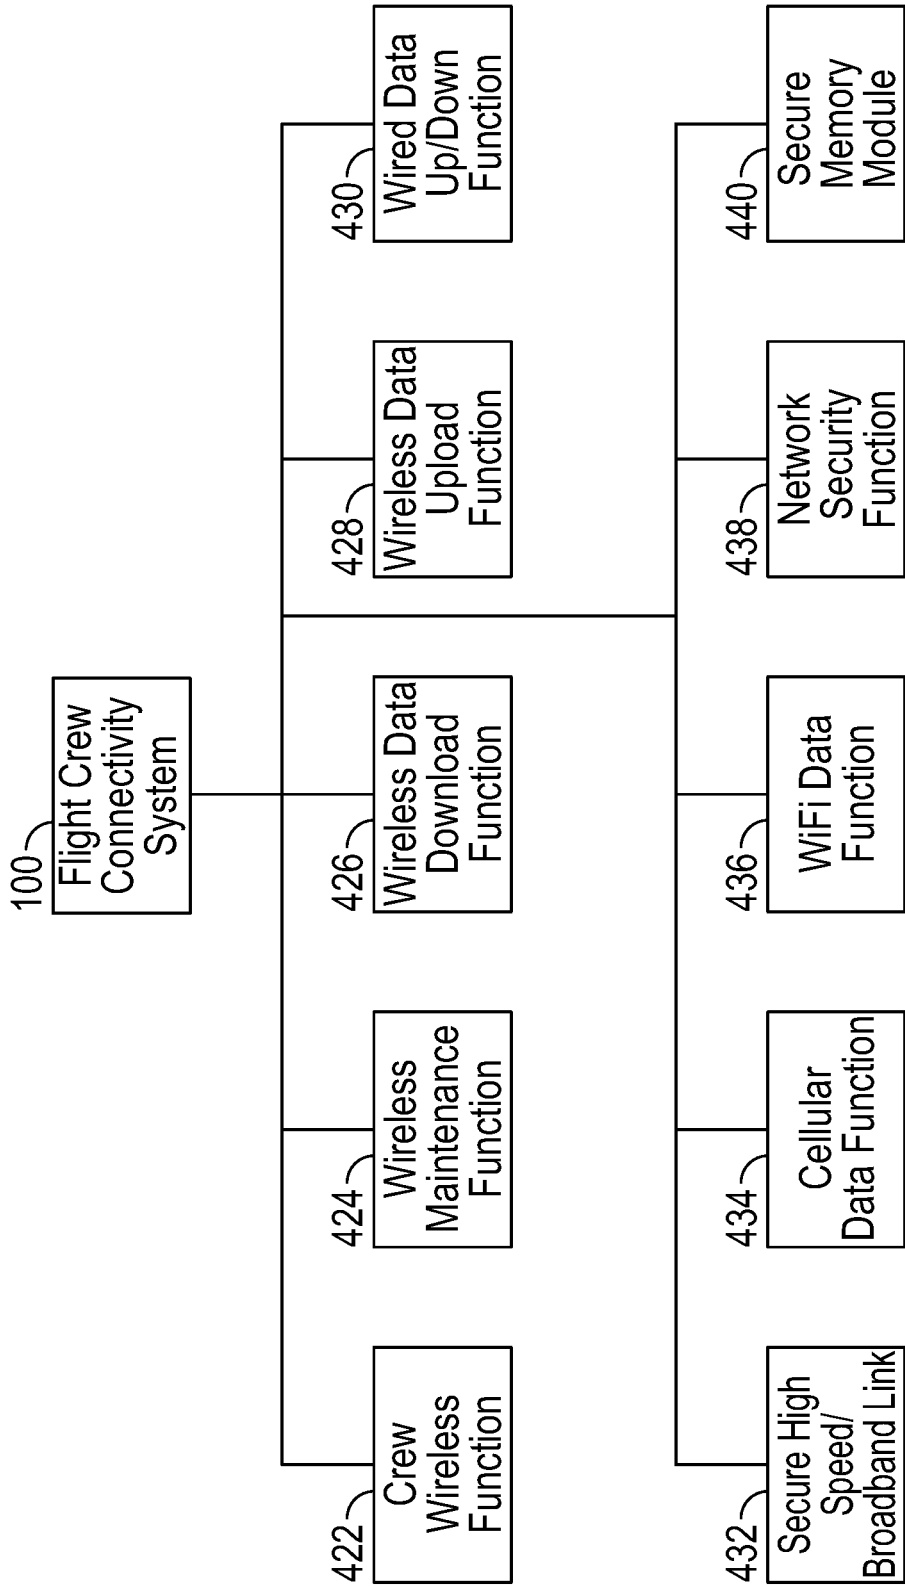 100
Flight Crew
Connectivity
System
422
Crew
Wireless
Function
424
Wireless
Maintenance
Function
426
Wireless Data
Download
Function
428
Wireless Data
Upload
Function
430
Wired Data
Up/Down
Function
432
Secure High
Speed/
Broadband Link
434
Cellular
Data Function
436
WiFi Data
Function
438
Network
Security
Function
440
Secure
Memory
Module